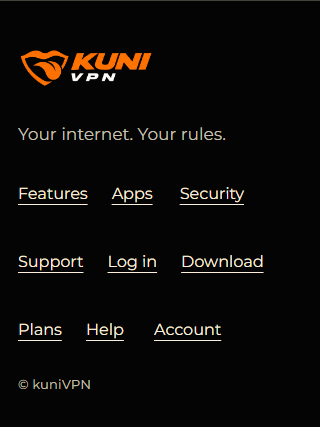 KUNI
VPN
Your internet. Your rules.
Features Apps Security
Support Log in Download
Plans Help Account
© kuniVPN